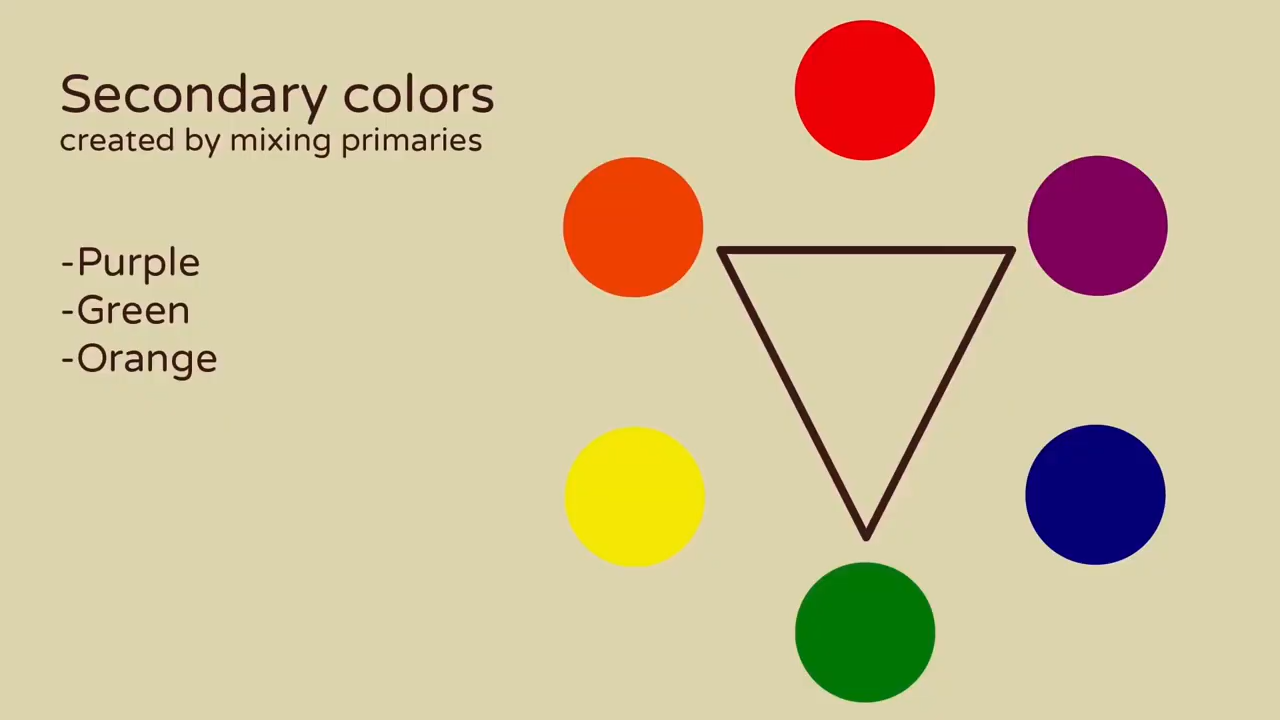 Secondary colors
created by mixing primaries
-Purple
-Green
-Orange